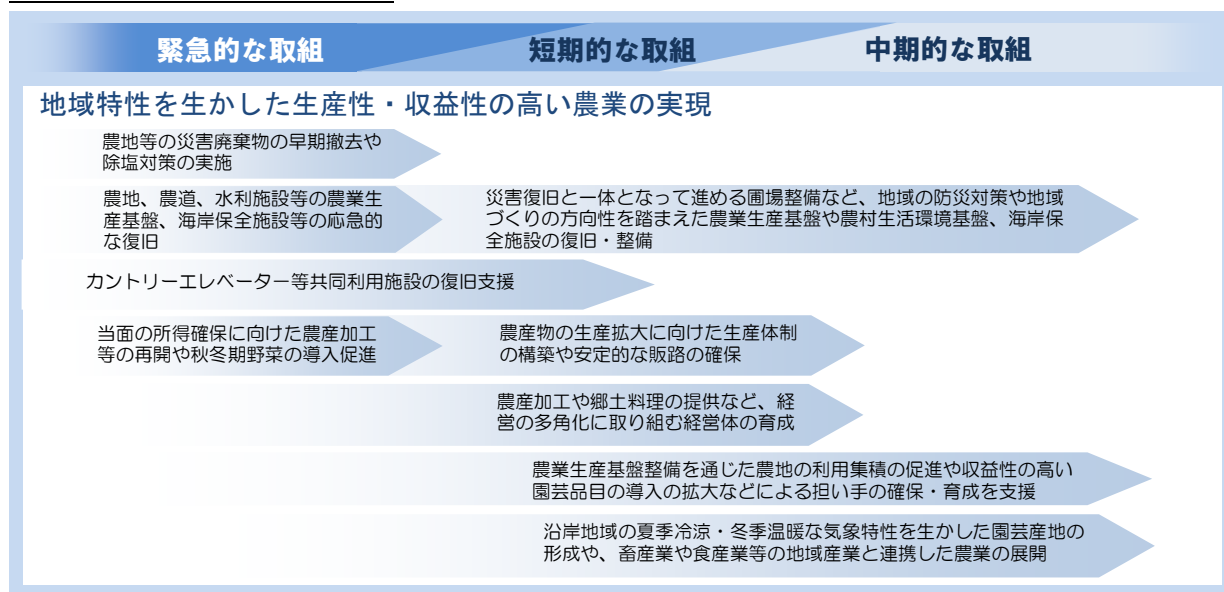 緊急的な取組 短期的な取組 中期的な取組
地域特性を生かした生産性・収益性の高い農業の実現
農地等の災害廃棄物の早期撤去や
除塩対策の実施
農地、農道、水利施設等の農業生
産基盤、海岸保全施設等の応急的
な復旧
災害復旧と一体となって進める圃場整備など、地域の防災対策や地域
づくりの方向性を踏まえた農業生産基盤や農村生活環境基盤、海岸保
全施設の復旧・整備
カントリーエレベーター等共同利用施設の復旧支援
当面の所得確保に向けた農産加工
等の再開や秋冬期野菜の導入促進
農産物の生産拡大に向けた生産体制
の構築や安定的な販路の確保
農産加工や郷土料理の提供など、経
営の多角化に取り組む経営体の育成
農業生産基盤整備を通じた農地の利用集積の促進や収益性の高い
園芸品目の導入の拡大などによる担い手の確保・育成を支援
沿岸地域の夏季冷涼・冬季温暖な気象特性を生かした園芸産地の
形成や、畜産業や食産業等の地域産業と連携した農業の展開